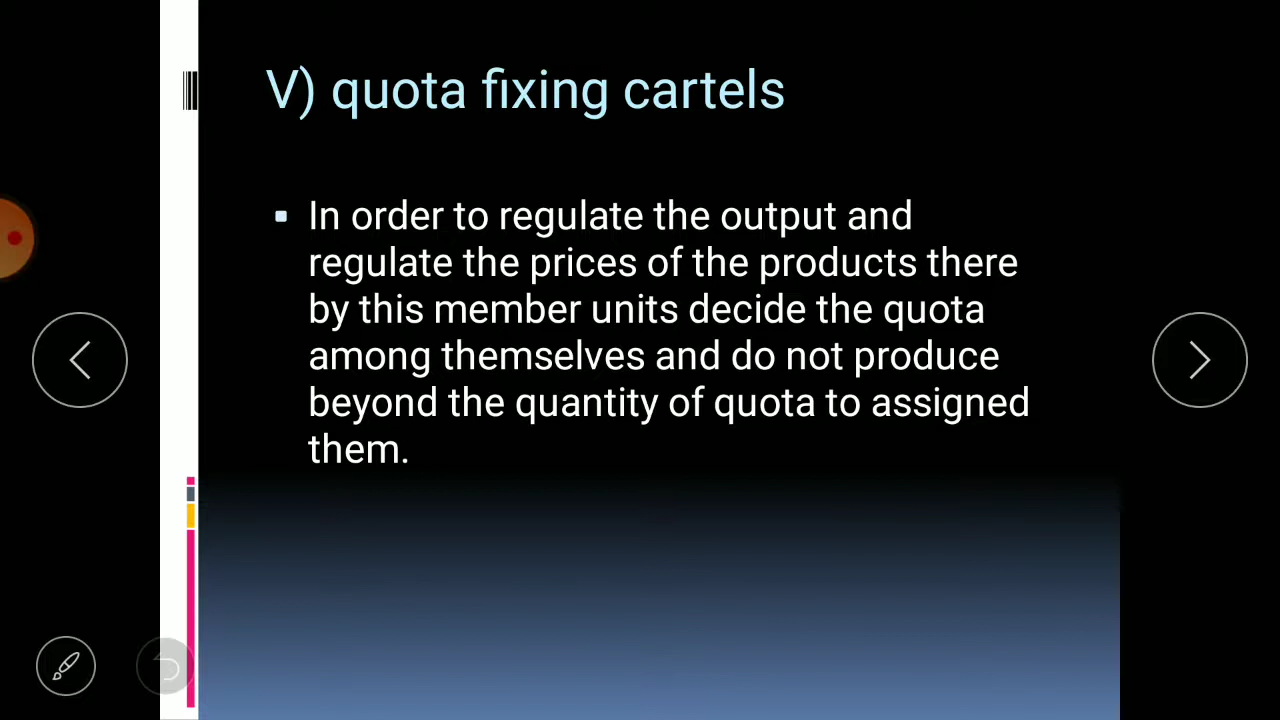 V) quota fixing cartels
In order to regulate the output and
regulate the prices of the products there
by this member units decide the quota
among themselves and do not produce
beyond the quantity of quota to assigned
them.